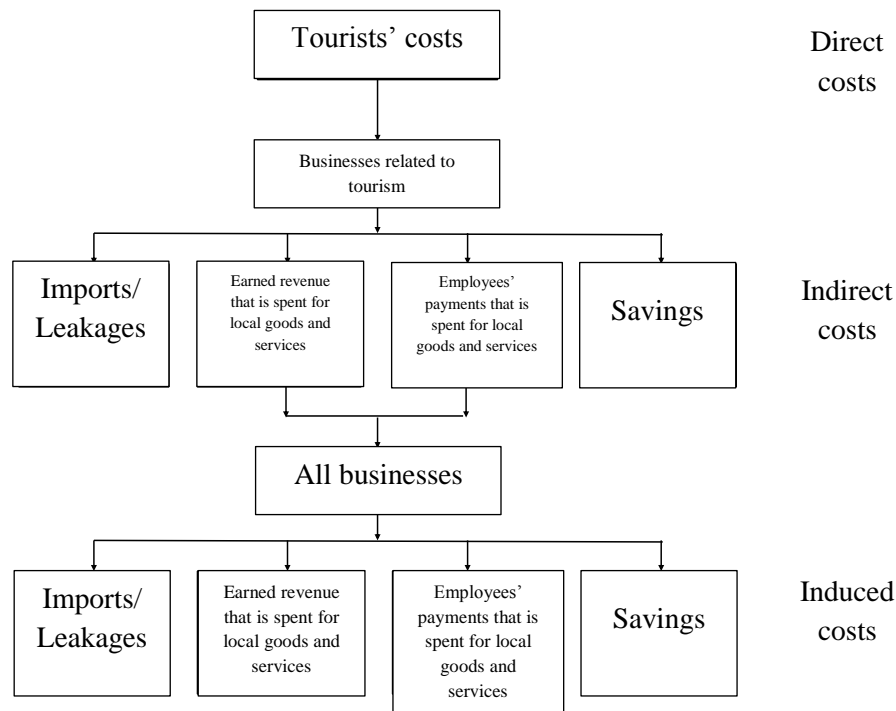 Tourists’ costs
Direct
costs
Businesses related to
tourism
Imports/
Leakages
Earned revenue
that is spent for
local goods and
services
Employees’
payments that is
spent for local
goods and services
Savings
Indirect
costs
All businesses
Imports/
Leakages
Earned revenue
that is spent for
local goods and
services
Employees’
payments that is
spent for local
goods and
services
Savings
Induced
costs